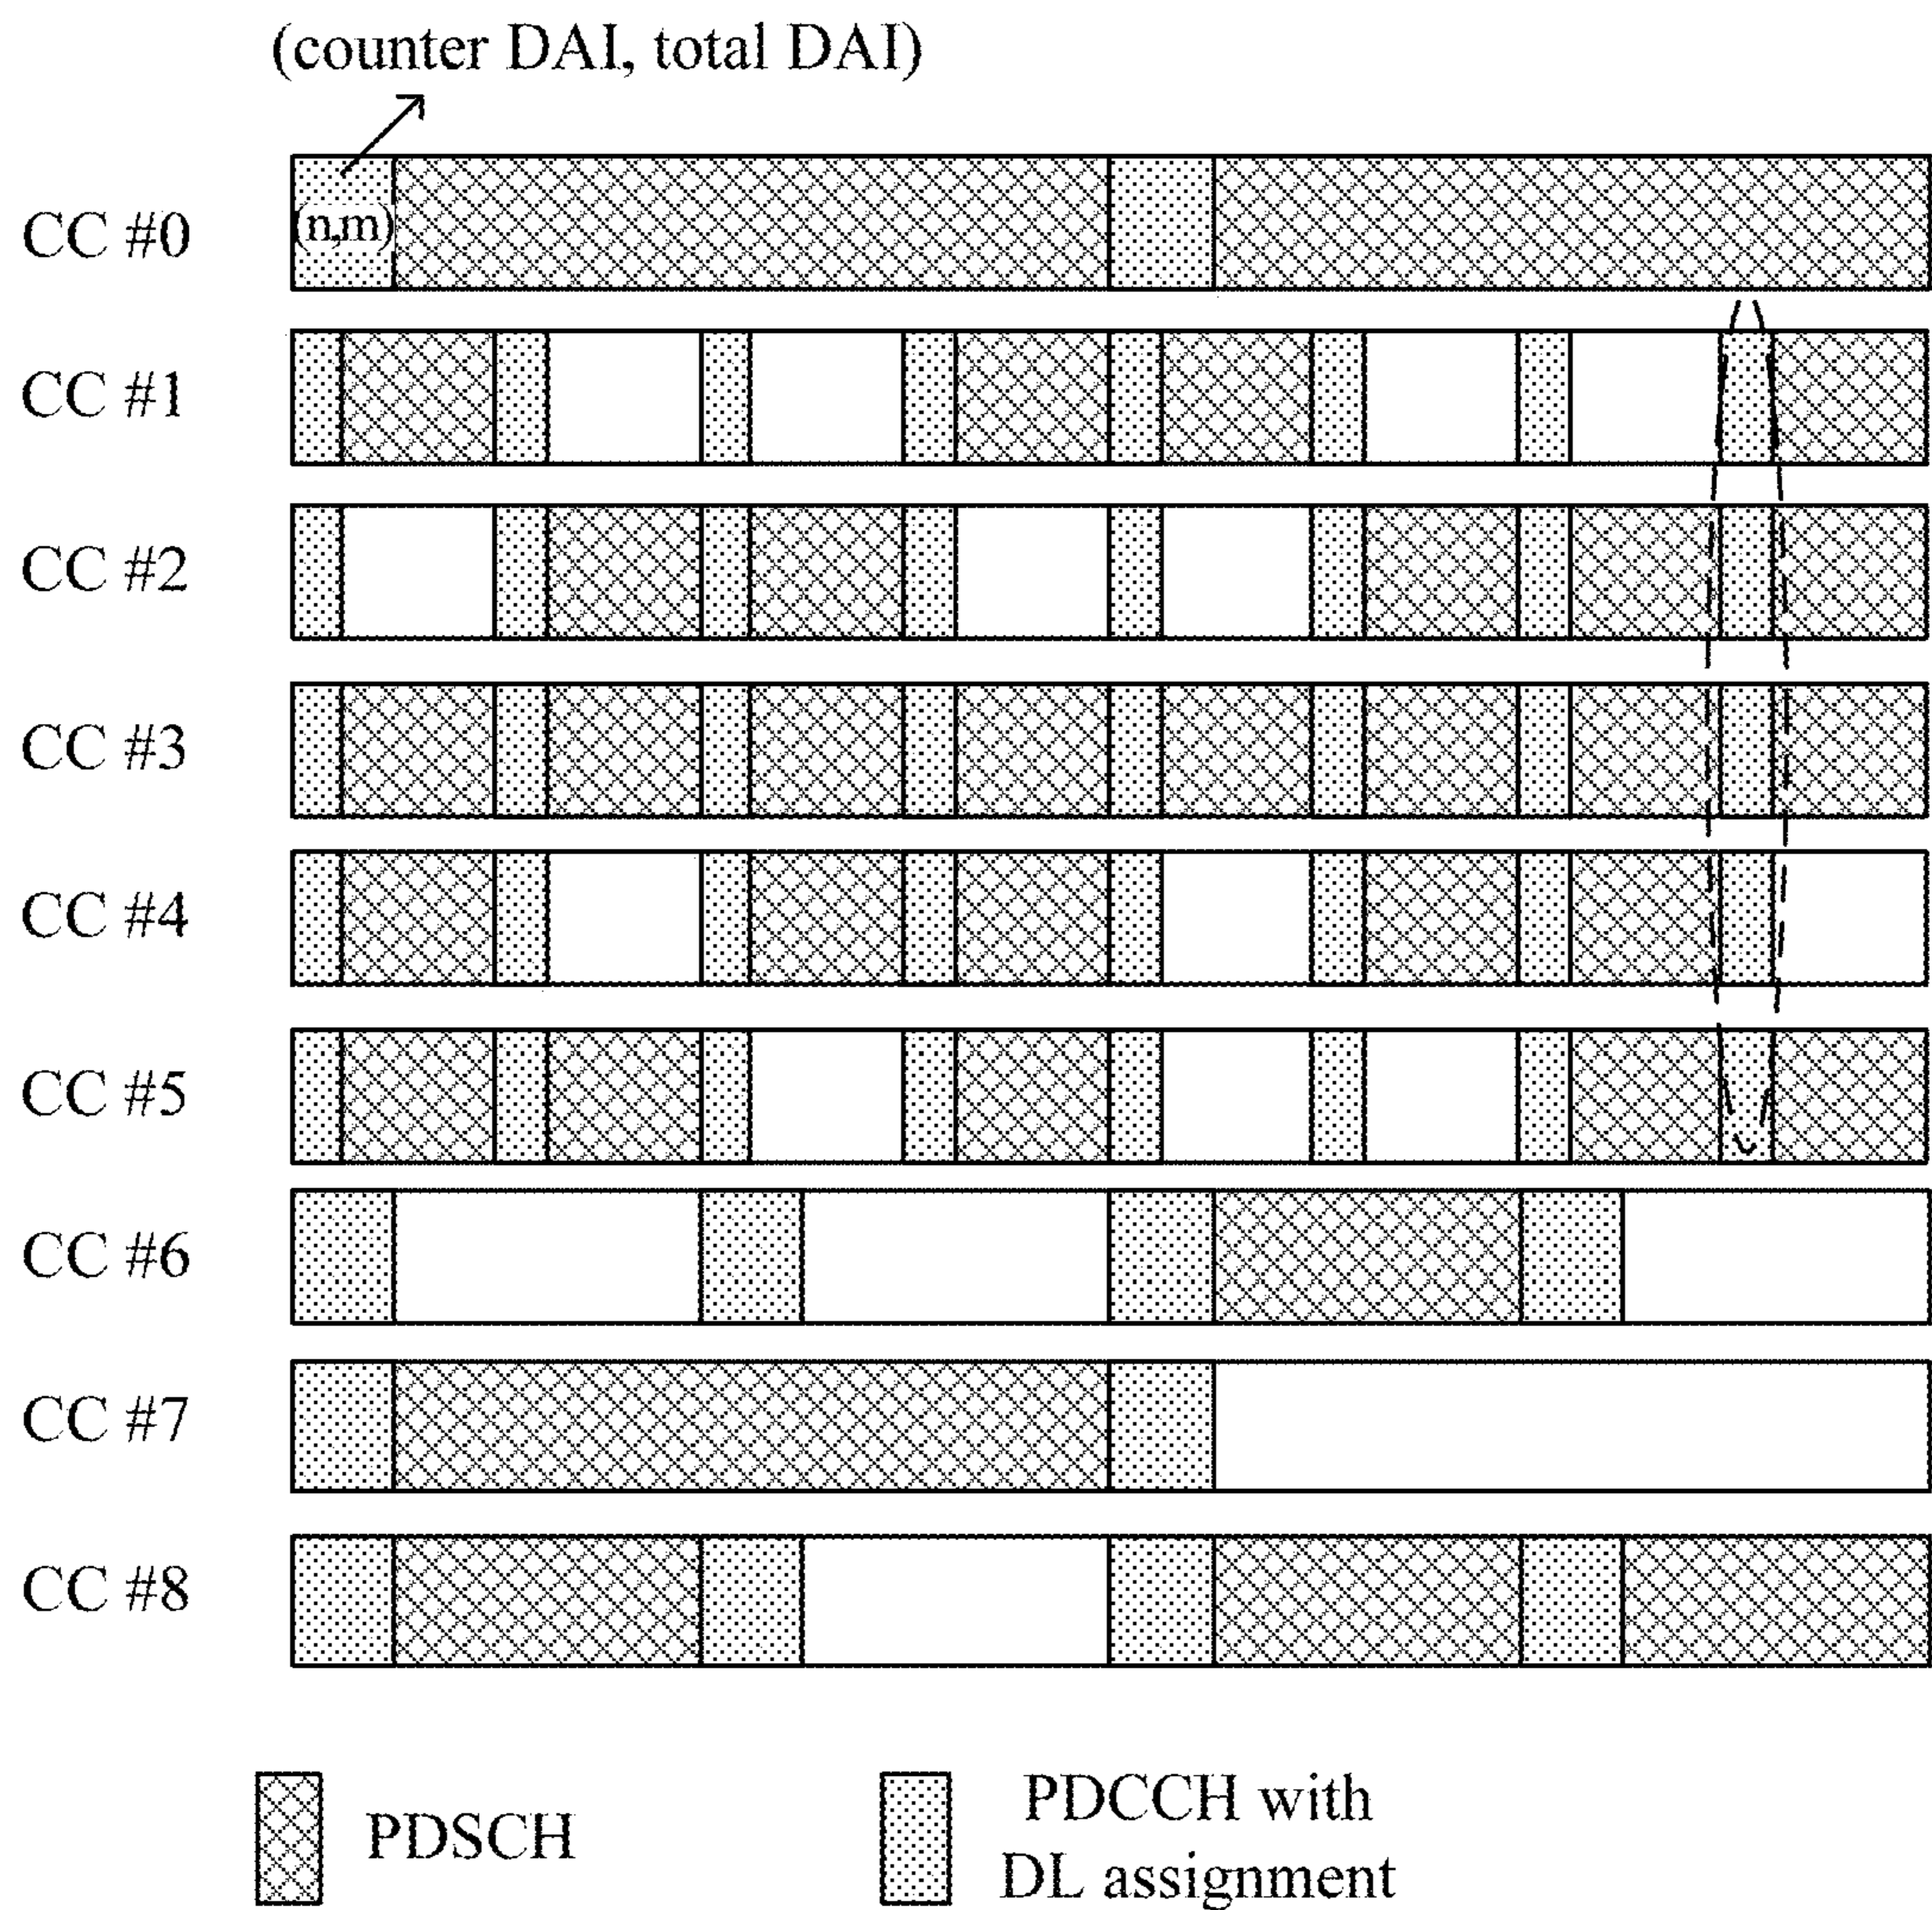 (counter DAI, total DAI)
CC #0
(n,m)
CC #1
CC #2
CC #3
CC #4
CC #5
CC #6
CC #7
CC #8
PDSCH
PDCCH with
DL assignment